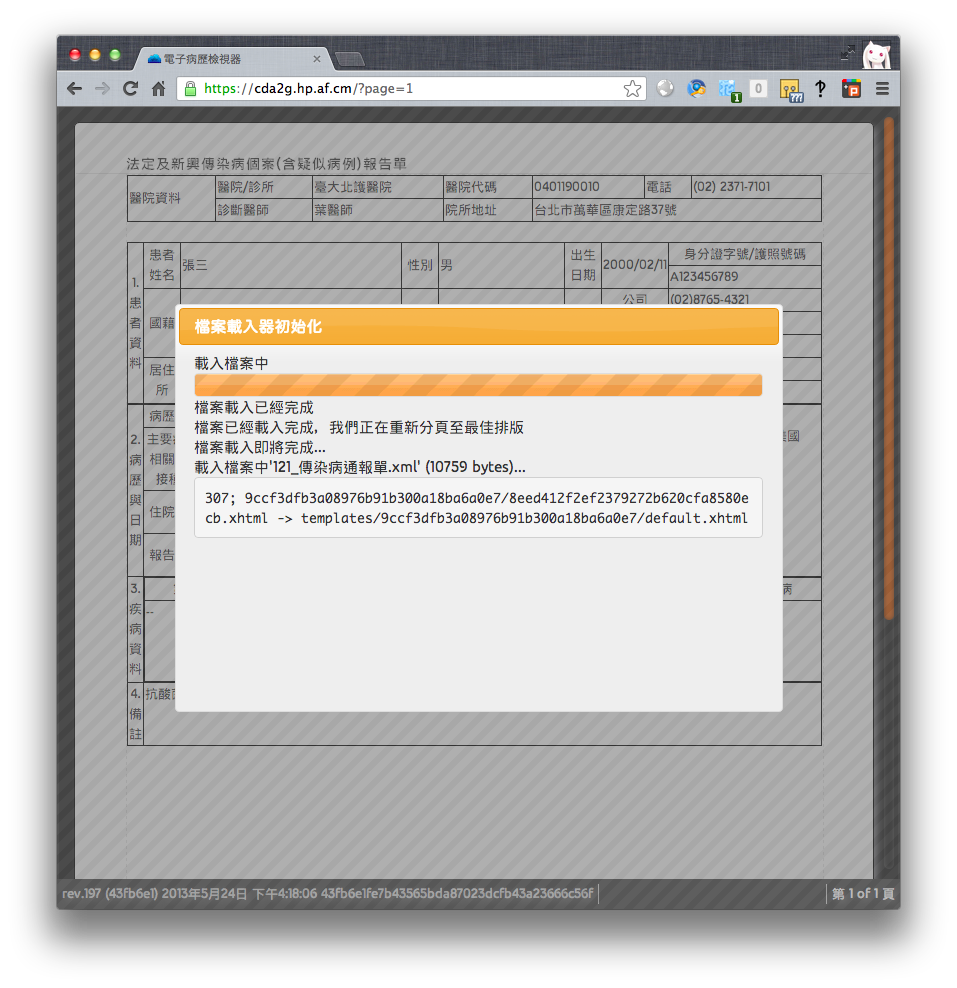 電子病歷檢視器
https://cda2g.hp.af.cm/?page=1
法定及新興傳染病個案(含疑似病例)報告單
醫院資料 醫院/診所 臺大北護醫院 醫院代碼 0401190010 電話 (02) 2371-7101
診斷醫師 葉醫師 院所地址 台北市萬華區康定路37號
1.患者資料 患者姓名 張三 性別 男 出生日期 2000/02/11 身分證字號/護照號碼
A123456789
國籍 公司 (02)8765-4321
居住所
檔案載入器初始化
載入檔案中
檔案載入已經完成
檔案已經載入完成, 我們正在重新分頁至最佳排版
檔案載入即將完成...
載入檔案中'121_傳染病通報單.xml' (10759 bytes)...
307; 9ccf3dfb3a08976b91b300a18ba6a0e7/8eed412f2ef2379272b620cfa8580e
cb.xhtml -> templates/9ccf3dfb3a08976b91b300a18ba6a0e7/default.xhtml
2.病歷與日期 病歷
主要
相關
接種
住院
報告
國
3.疾病資料 病
--
4.備註 抗酸
rev.197 (43fb6e1) 2013年5月24日 下午4:18:06 43fb6e1fe7b43565bda87023dcfb43a23666c56f
第 1 of 1 頁